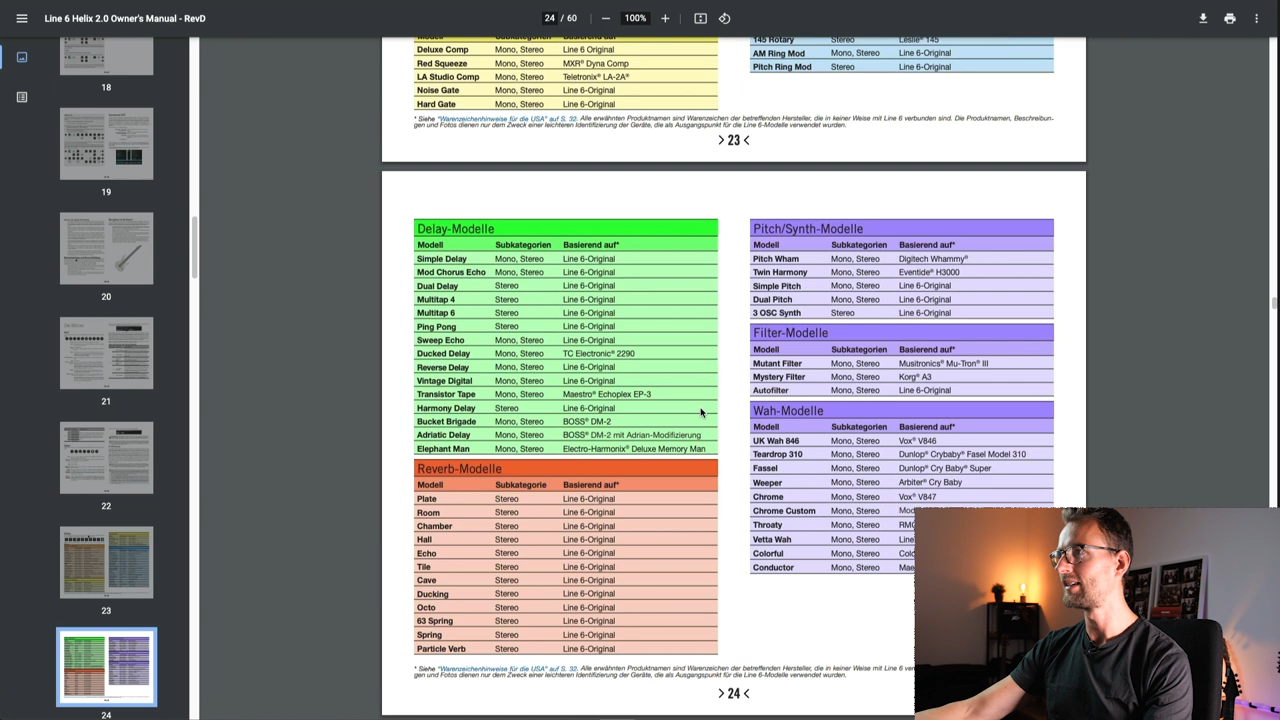 Line 6 Helix 2.0 Owner's Manual - RevD
24 / 60
100%
18
19
20
21
22
23
24
Deluxe Comp Mono, Stereo Line 6 Original
Red Squeeze Mono, Stereo MXR® Dyna Comp
LA Studio Comp Mono, Stereo Teletronix® LA-2A®
Noise Gate Mono, Stereo Line 6-Original
Hard Gate Mono, Stereo Line 6-Original
145 Rotary Stereo Leslie® 145
AM Ring Mod Mono, Stereo Line 6-Original
Pitch Ring Mod Stereo Line 6-Original
* Siehe "Warenzeichenhinweise für die USA" auf S. 32. Alle erwähnten Produktnamen sind Warenzeichen der betreffenden Hersteller, die in keiner Weise mit Line 6 verbunden sind. Die Produktnamen, Beschreibun-
gen und Fotos dienen nur dem Zweck einer leichteren Identifizierung der Geräte, die als Ausgangspunkt für die Line 6-Modelle verwendet wurden.
> 23 <
Delay-Modelle
Modell Subkategorien Basierend auf*
Simple Delay Mono, Stereo Line 6-Original
Mod Chorus Echo Mono, Stereo Line 6-Original
Dual Delay Stereo Line 6-Original
Multitap 4 Stereo Line 6-Original
Multitap 6 Stereo Line 6-Original
Ping Pong Stereo Line 6-Original
Sweep Echo Mono, Stereo Line 6-Original
Ducked Delay Mono, Stereo TC Electronic® 2290
Reverse Delay Mono, Stereo Line 6-Original
Vintage Digital Mono, Stereo Line 6-Original
Transistor Tape Mono, Stereo Maestro® Echoplex EP-3
Harmony Delay Stereo Line 6-Original
Bucket Brigade Mono, Stereo BOSS® DM-2
Adriatic Delay Mono, Stereo BOSS® DM-2 mit Adrian-Modifizierung
Elephant Man Mono, Stereo Electro-Harmonix® Deluxe Memory Man
Reverb-Modelle
Modell Subkategorie Basierend auf*
Plate Stereo Line 6-Original
Room Stereo Line 6-Original
Chamber Stereo Line 6-Original
Hall Stereo Line 6-Original
Echo Stereo Line 6-Original
Tile Stereo Line 6-Original
Cave Stereo Line 6-Original
Ducking Stereo Line 6-Original
Octo Stereo Line 6-Original
63 Spring Stereo Line 6-Original
Spring Stereo Line 6-Original
Particle Verb Stereo Line 6-Original
Pitch/Synth-Modelle
Modell Subkategorien Basierend auf*
Pitch Wham Mono, Stereo Digitech Whammy®
Twin Harmony Mono, Stereo Eventide® H3000
Simple Pitch Mono, Stereo Line 6-Original
Dual Pitch Mono, Stereo Line 6-Original
3 OSC Synth Stereo Line 6-Original
Filter-Modelle
Modell Subkategorien Basierend auf*
Mutant Filter Mono, Stereo Musitronics® Mu-Tron® III
Mystery Filter Mono, Stereo Korg® A3
Autofilter Mono, Stereo Line 6-Original
Wah-Modelle
Modell Subkategorien Basierend auf*
UK Wah 846 Mono, Stereo Vox® V846
Teardrop 310 Mono, Stereo Dunlop® Crybaby® Fasel Model 310
Fassel Mono, Stereo Dunlop® Cry Baby® Super
Weeper Mono, Stereo Arbiter® Cry Baby
Chrome Mono, Stereo Vox® V847
Chrome Custom Mono, Stereo
Throaty Mono, Stereo
Vetta Wah Mono, Stereo Line
Colorful Mono, Stereo
Conductor Mono, Stereo
* Siehe "Warenzeichenhinweise für die USA" auf S. 32. Alle erwähnten Produktnamen sind Warenzeichen der betreffenden Hersteller, die in keiner Weise mit Line 6
gen und Fotos dienen nur dem Zweck einer leichteren Identifizierung der Geräte, die als Ausgangspunkt für die Line 6-Modelle verwendet wurden.
> 24 <